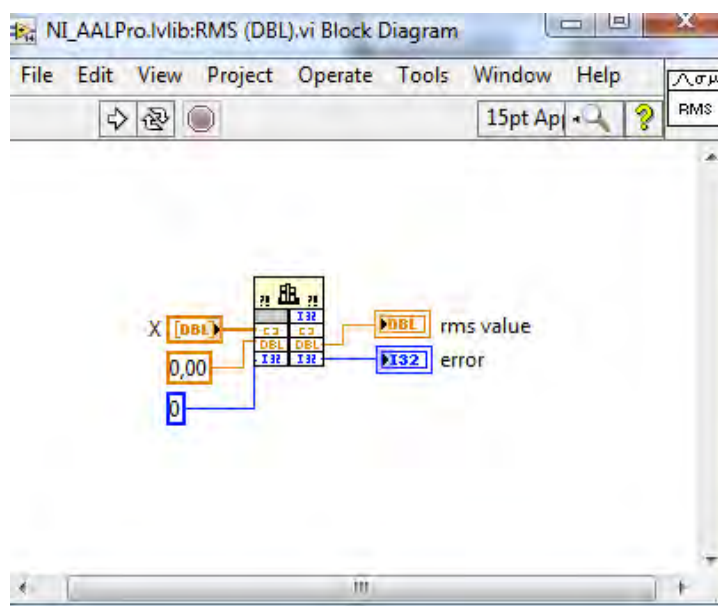 NI_AALPro.lvlib:RMS (DBL).vi Block Diagram
File Edit View Project Operate Tools Window Help
15pt Ap
RMS
?! ?!
I32
X [DBL] DBL rms value
DBL DBL
0,00 I32 I32 I32 error
0